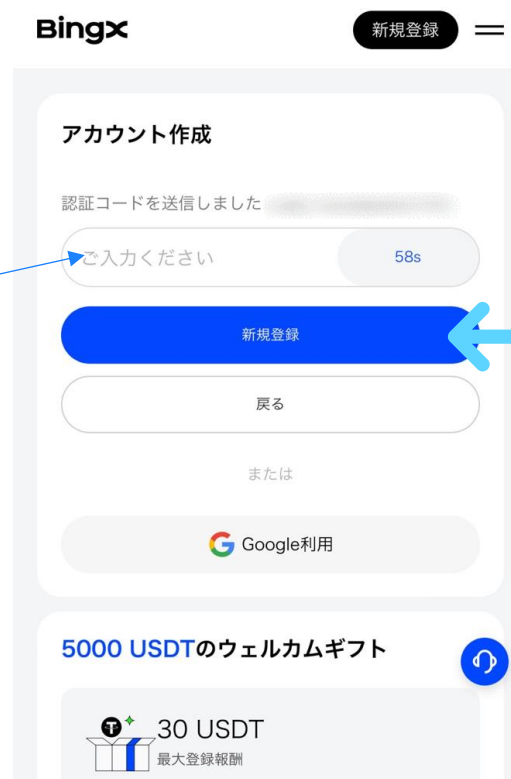 BingX
新規登録
アカウント作成
認証コードを送信しました
ご入力ください
58s
新規登録
戻る
または
Google利用
5000 USDTのウェルカムギフト
30 USDT
最大登録報酬